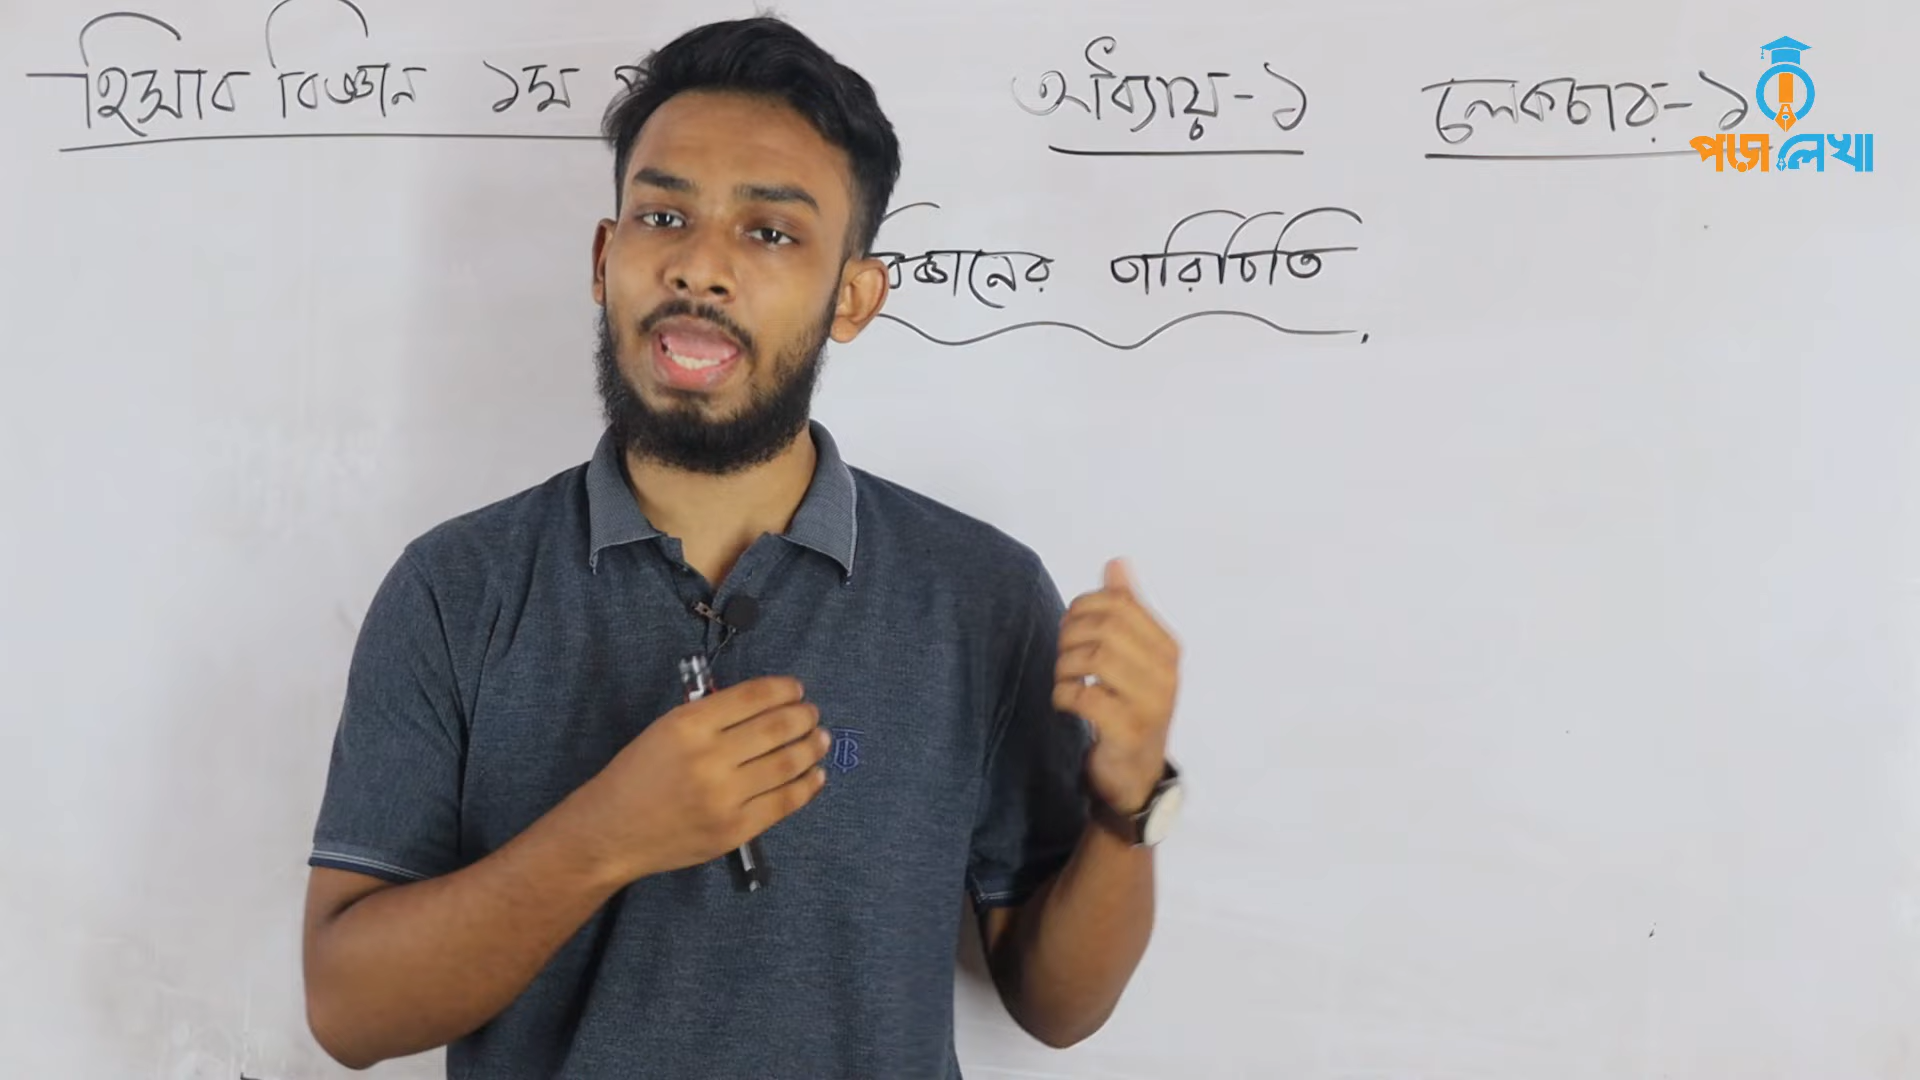 হিসাব বিজ্ঞান ১ম অধ্যায়-১ লেকচার-১
পড়ালেখা
বিজ্ঞানের পরিচিতি